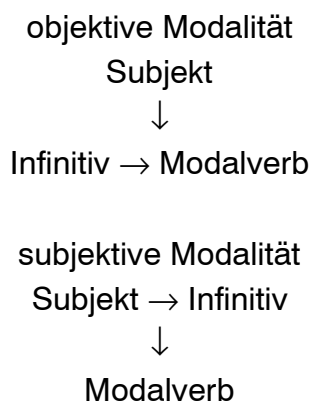 objektive Modalität
Subjekt
↓
Infinitiv → Modalverb
subjektive Modalität
Subjekt → Infinitiv
↓
Modalverb